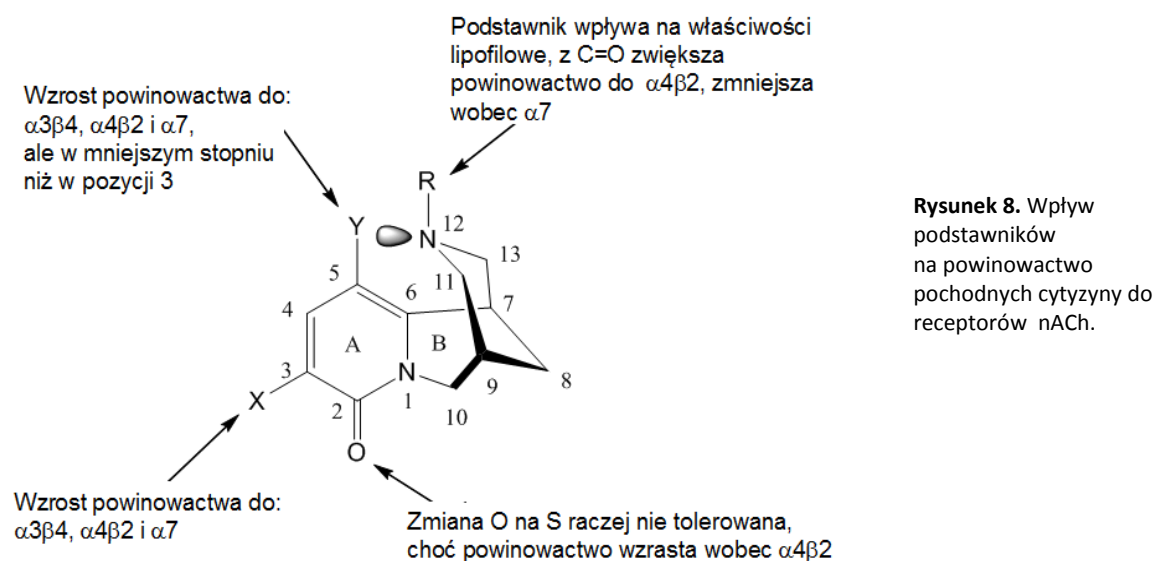 Podstawnik wpływa na właściwości
lipofilowe, z C=O zwiększa
powinowactwo do α4β2, zmniejsza
wobec α7
Wzrost powinowactwa do:
α3β4, α4β2 i α7,
ale w mniejszym stopniu
niż w pozycji 3
R
Y
N
12
13
11
5
6
7
4
A
B
3
N
9
8
X
2
1
10
O
Rysunek 8. Wpływ
podstawników
na powinowactwo
pochodnych cytyzyny do
receptorów nACh.
Wzrost powinowactwa do:
α3β4, α4β2 i α7
Zmiana O na S raczej nie tolerowana,
choć powinowactwo wzrasta wobec α4β2